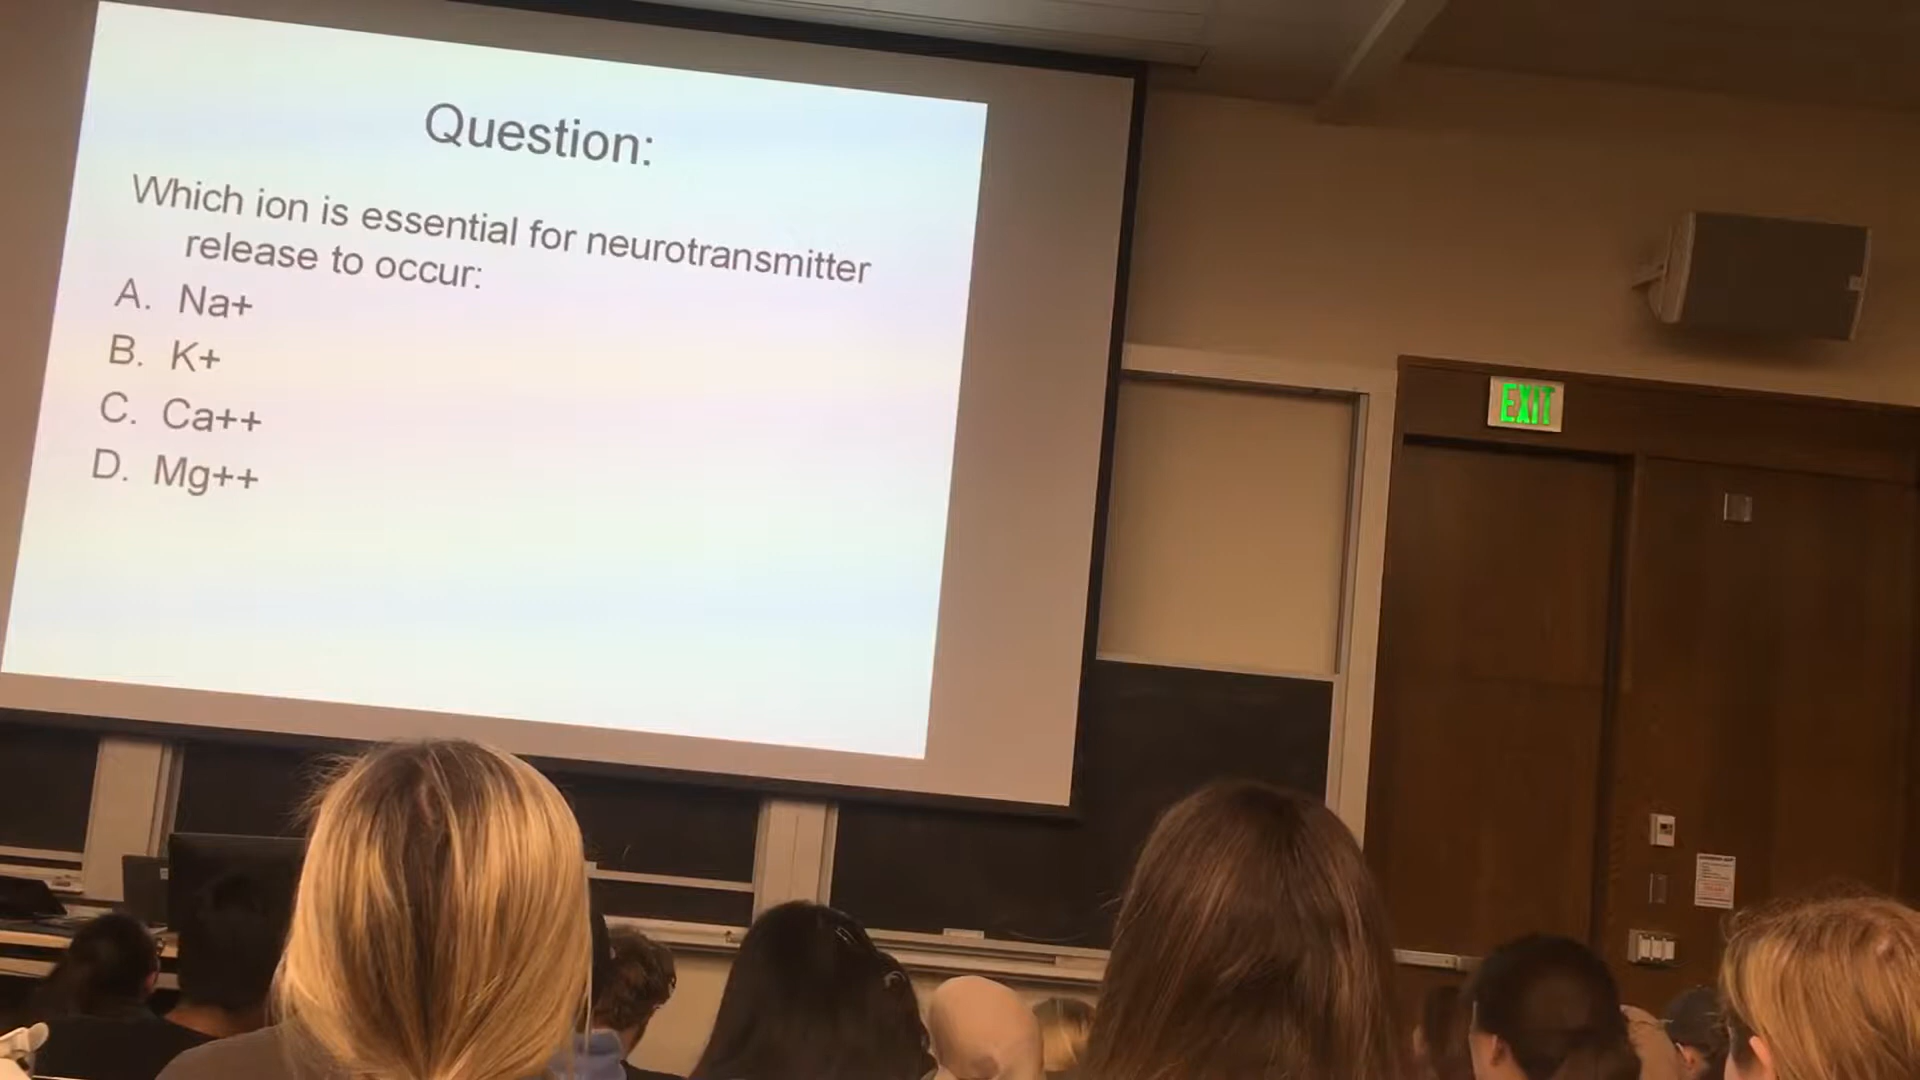 Question:
Which ion is essential for neurotransmitter
release to occur:
A. Na+
B. K+
C. Ca++
D. Mg++
EXIT